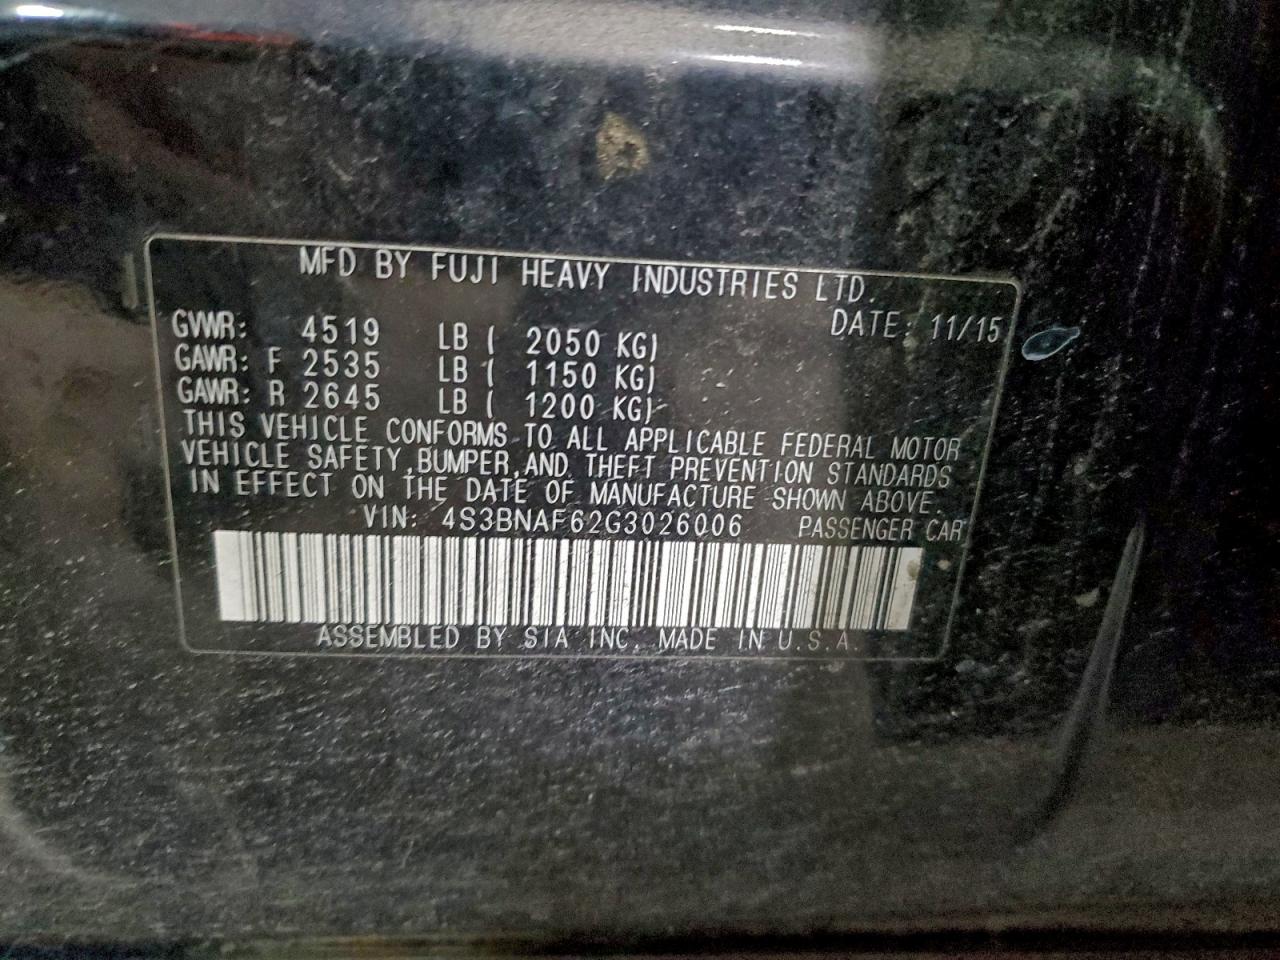 MFD BY FUJI HEAVY INDUSTRIES LTD.
DATE: 11/15
GVWR: 4519 LB ( 2050 KG)
GAWR: F 2535 LB ( 1150 KG)
GAWR: R 2645 LB ( 1200 KG)
THIS VEHICLE CONFORMS TO ALL APPLICABLE FEDERAL MOTOR
VEHICLE SAFETY,BUMPER,AND THEFT PREVENTION STANDARDS
IN EFFECT ON THE DATE OF MANUFACTURE SHOWN ABOVE.
VIN: 4S3BNAF62G3026006 PASSENGER CAR
ASSEMBLED BY SIA INC. MADE IN U.S.A.